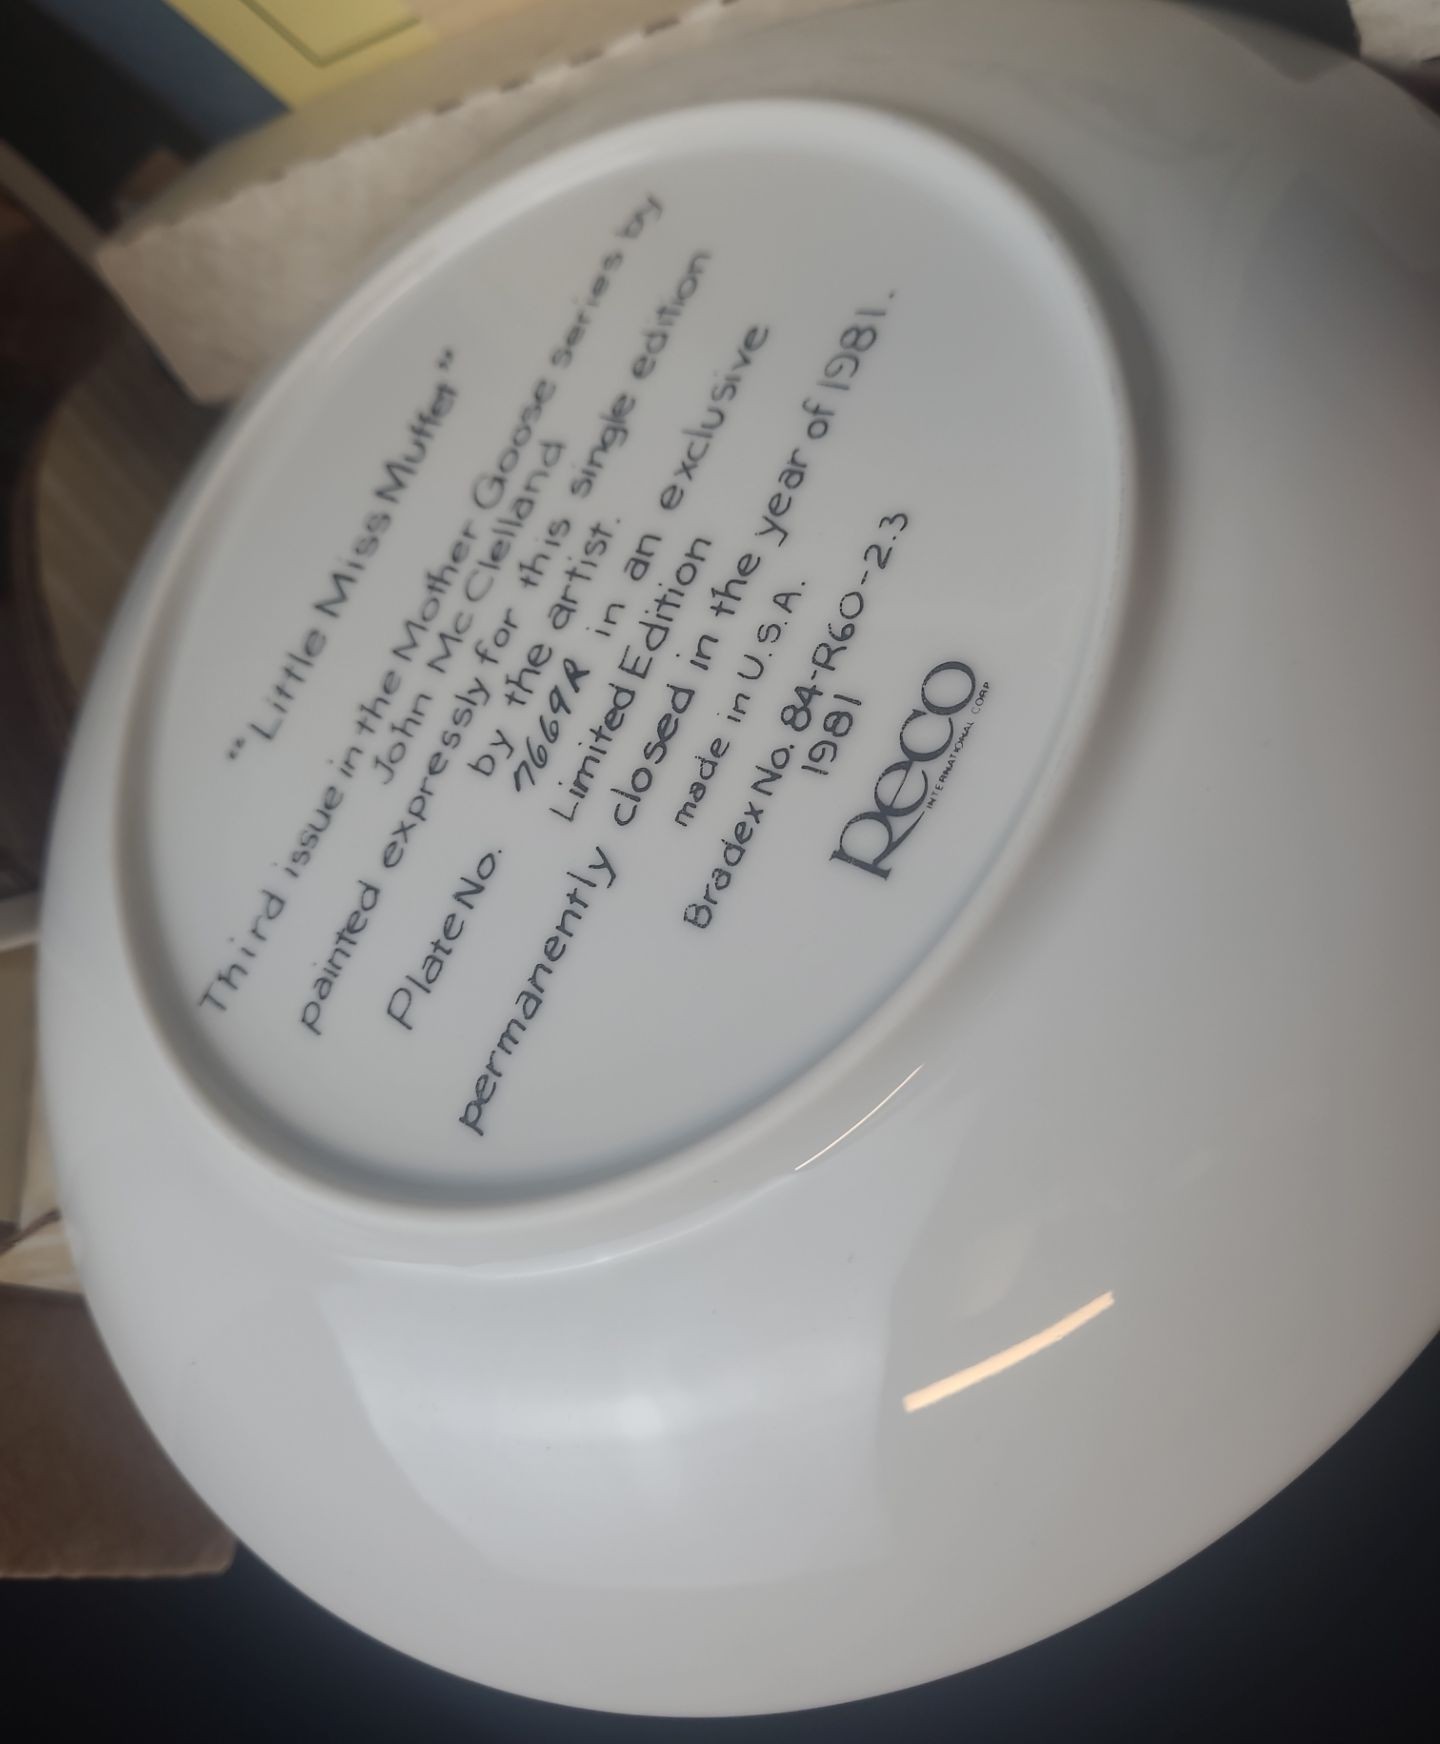 "Little Miss Muffet"
Third issue in the Mother Goose series by
John McClelland
painted expressly for this single edition
by the artist.
Plate No. 7669R in an exclusive
Limited Edition
permanently closed in the year of 1981.
made in U.S.A.
Bradex No. 84-R60-2.3
1981
Reco
INTERNATIONAL CORP